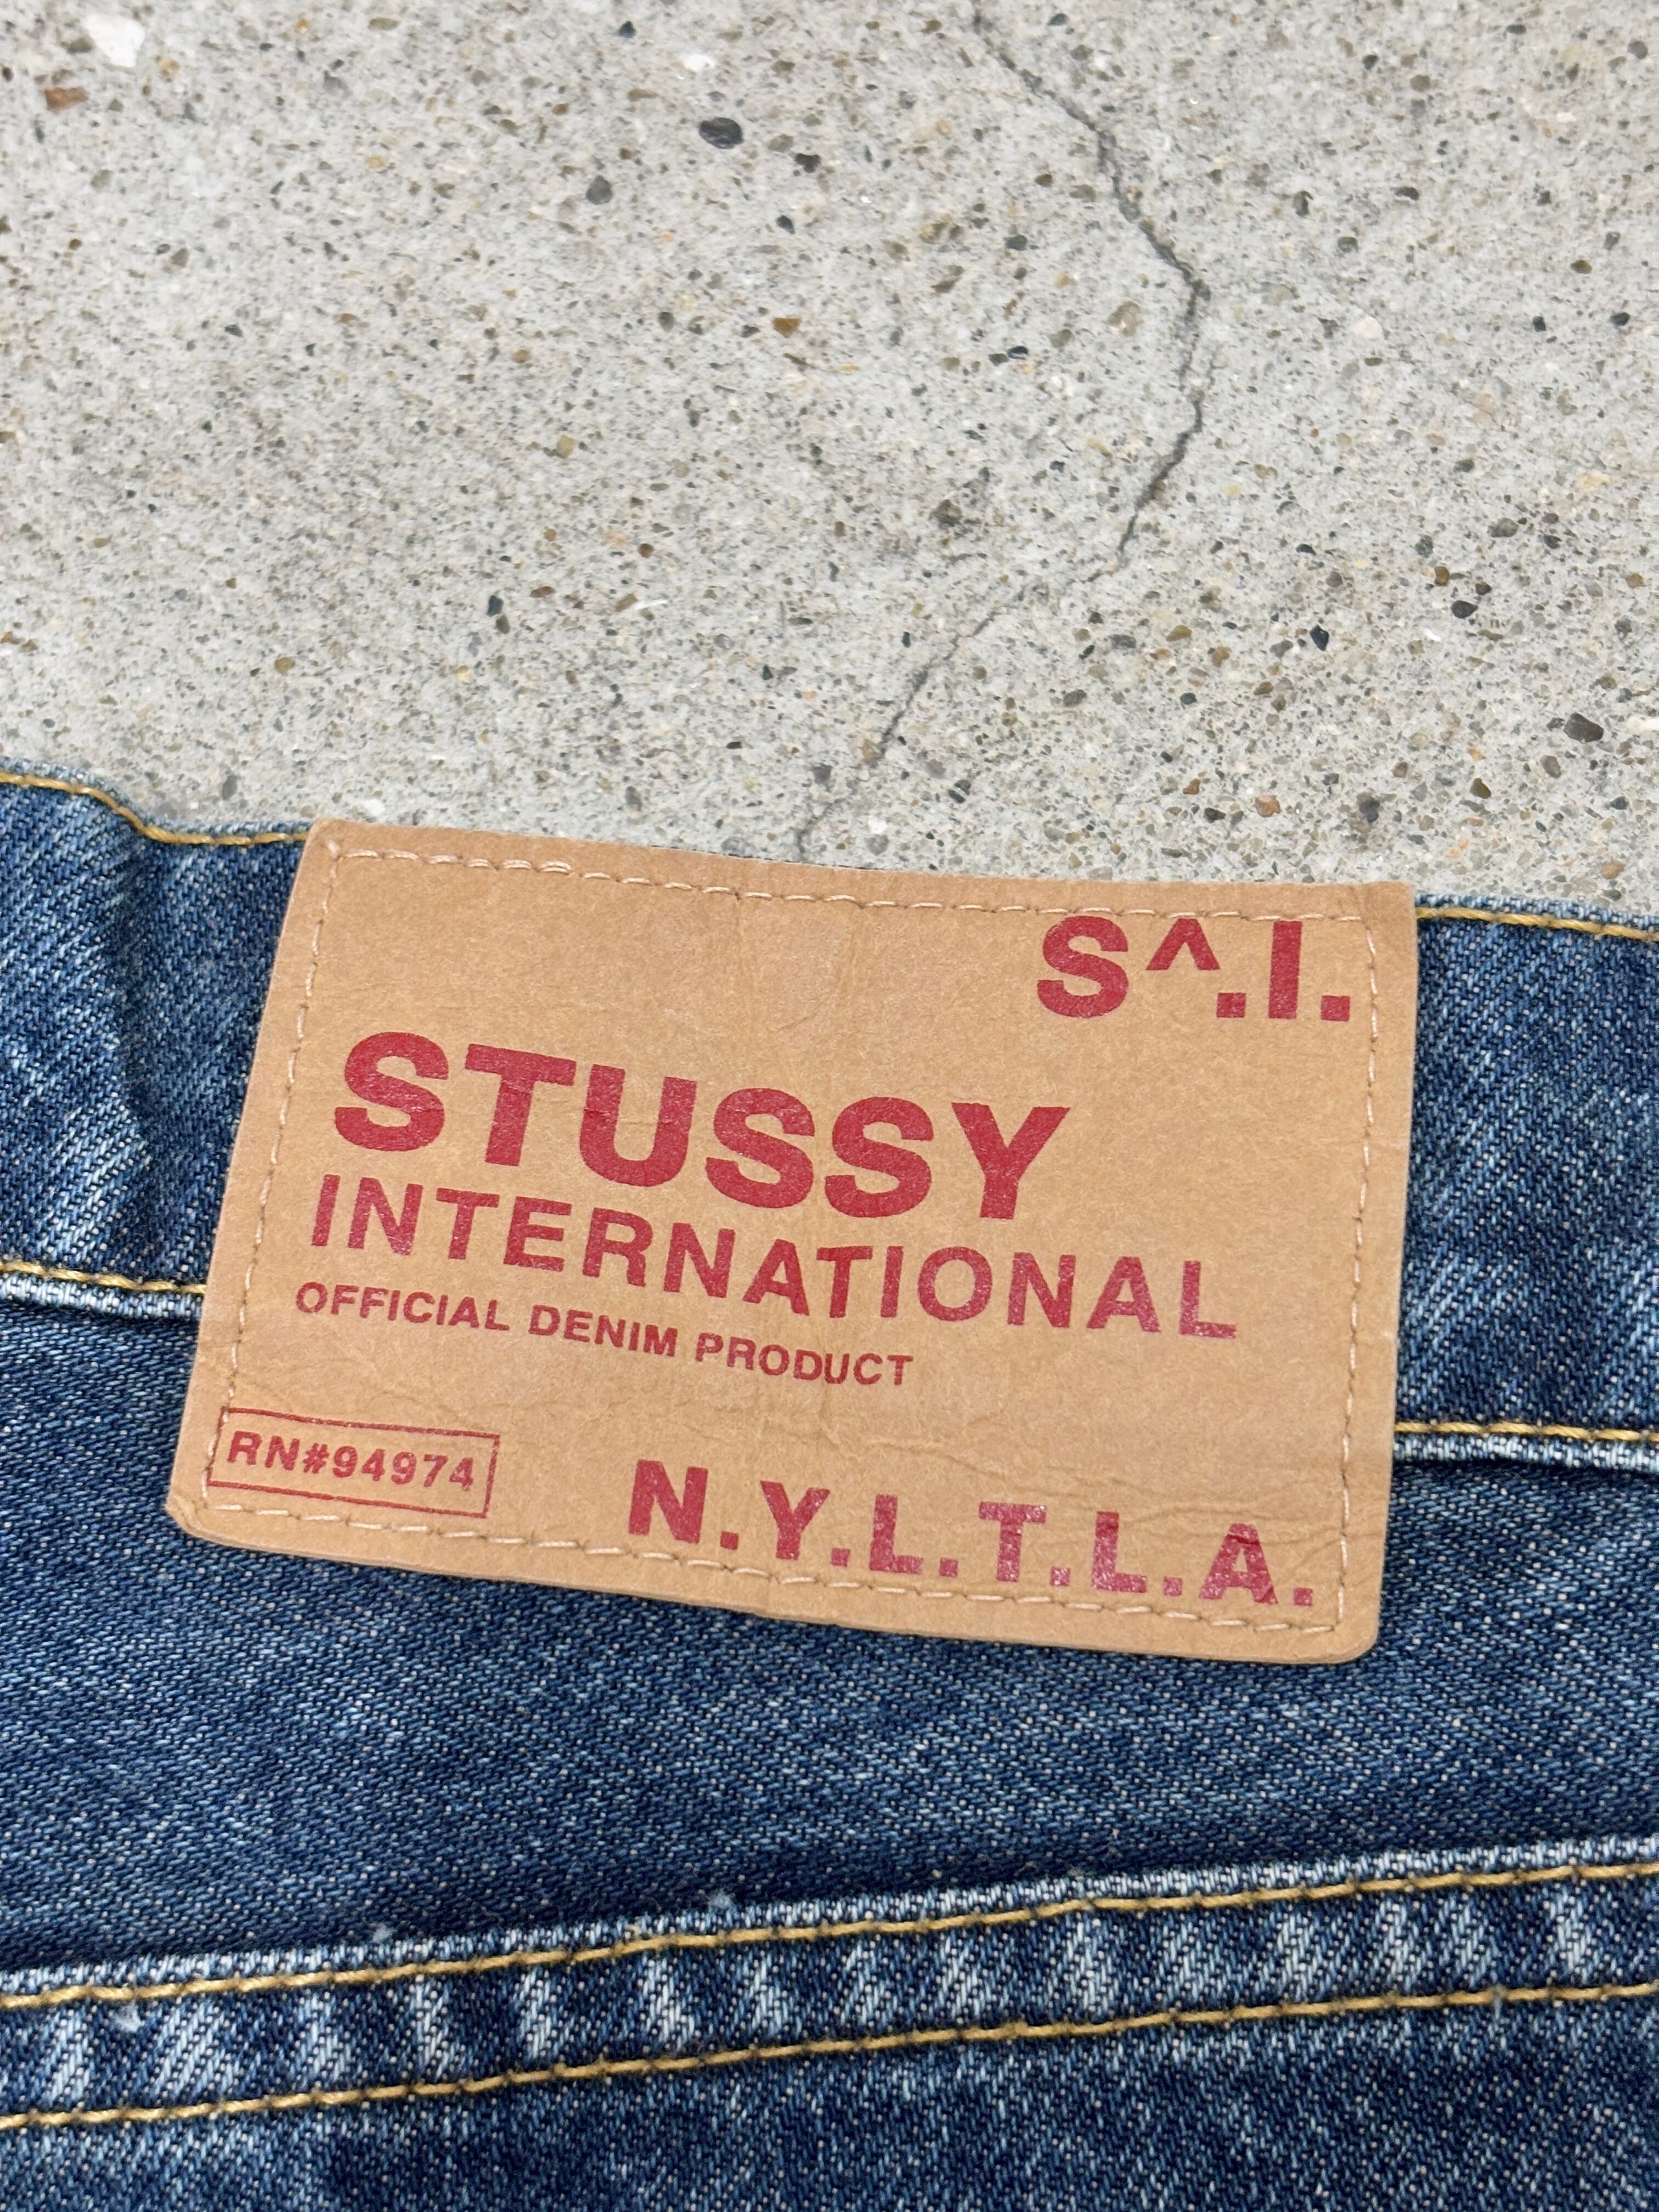 S^.I.
STUSSY
INTERNATIONAL
OFFICIAL DENIM PRODUCT
RN#94974
N.Y.L.T.L.A.